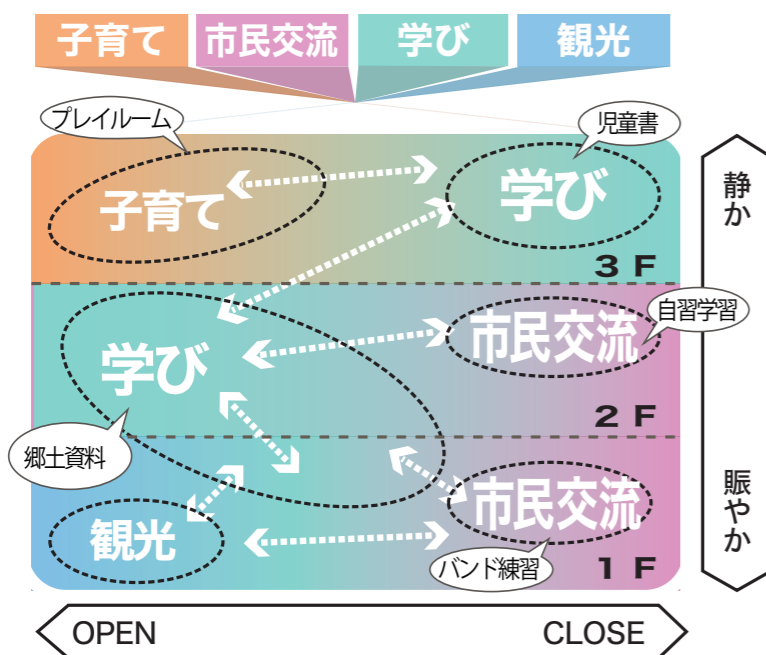 子育て
市民交流
学び
観光
プレイルーム
児童書
子育て
学び
3 F
静か
学び
市民交流
自習学習
2 F
郷土資料
観光
市民交流
バンド練習
1 F
賑やか
OPEN
CLOSE